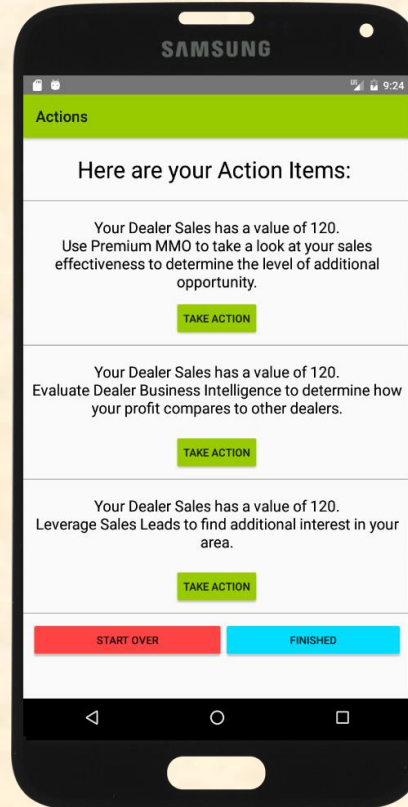 SAMSUNG
9:24
Actions
Here are your Action Items:
Your Dealer Sales has a value of 120.
Use Premium MMO to take a look at your sales
effectiveness to determine the level of additional
opportunity.
TAKE ACTION
Your Dealer Sales has a value of 120.
Evaluate Dealer Business Intelligence to determine how
your profit compares to other dealers.
TAKE ACTION
Your Dealer Sales has a value of 120.
Leverage Sales Leads to find additional interest in your
area.
TAKE ACTION
START OVER FINISHED